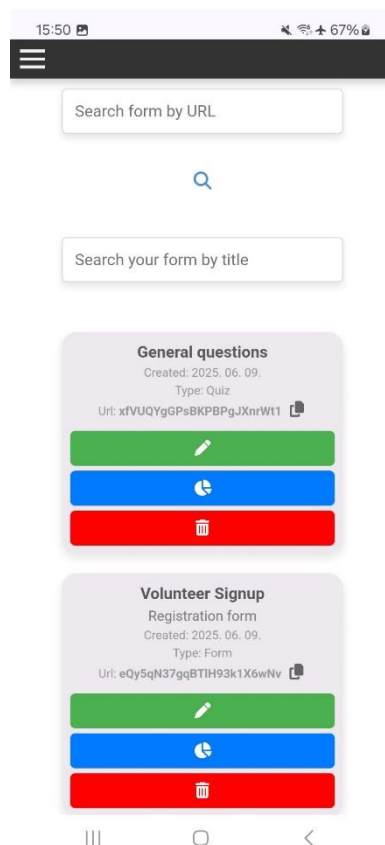 15:50
67%
Search form by URL
Search your form by title
General questions
Created: 2025. 06. 09.
Type: Quiz
Url: xfVUQYgGPsBKPBPgJXnrWt1
Volunteer Signup
Registration form
Created: 2025. 06. 09.
Type: Form
Url: eQy5qN37gqBTIH93k1X6wNv